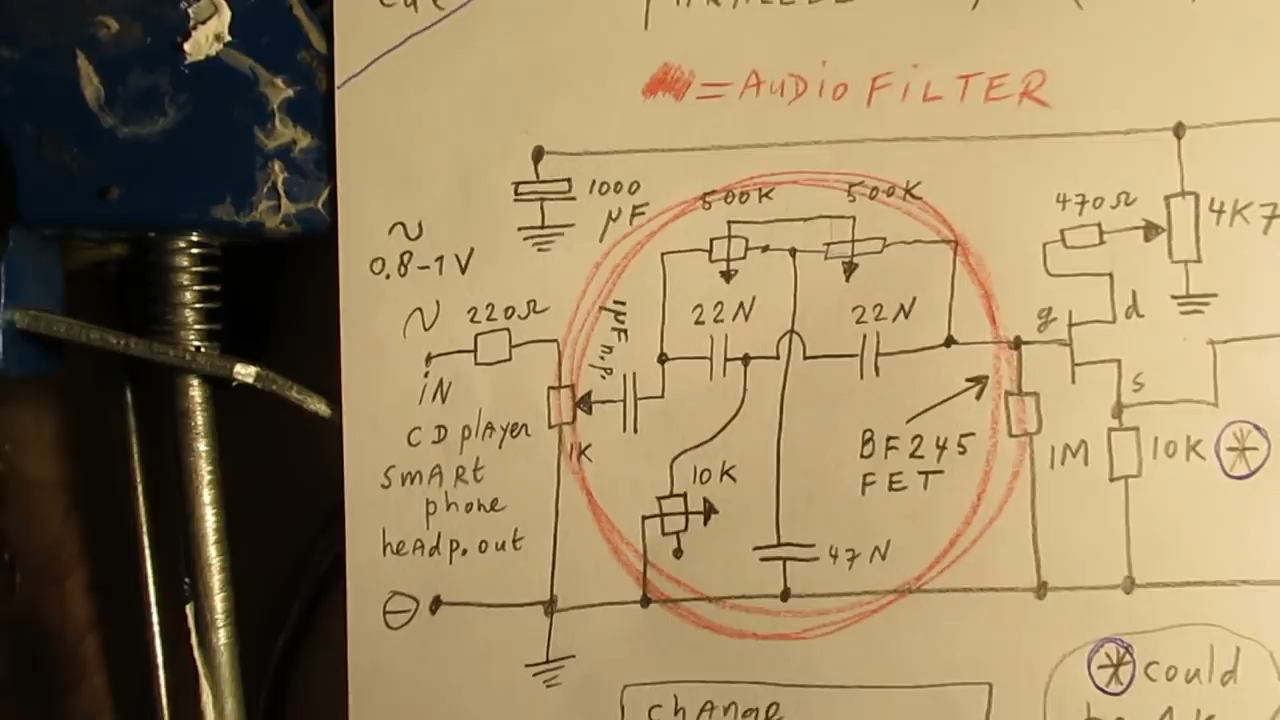 = AUDiO FiLTER
1000
µF
500K
500K
470Ω
4K7
~
0.8-1V
~
220Ω
1µF n.p.
22N
22N
g
d
s
iN
CD plAyer
SMARt
phone
heAdp.out
1K
10K
BF245
FET
1M
10K
*
47N
* could
chANge